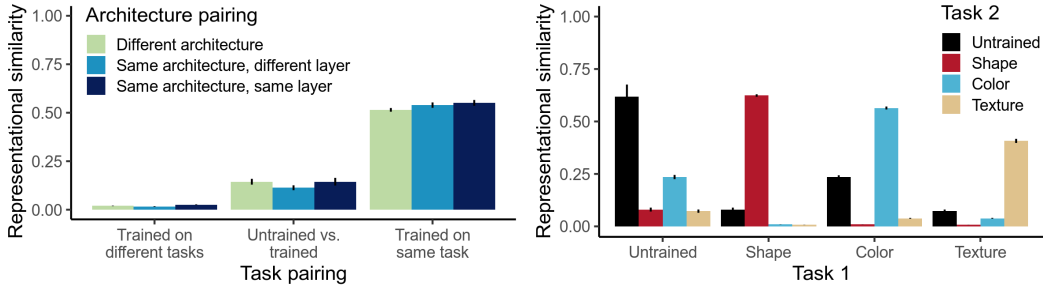 Representational similarity
1.00
0.75
0.50
0.25
0.00
Architecture pairing
Different architecture
Same architecture, different layer
Same architecture, same layer
Trained on
different tasks
Untrained vs.
trained
Trained on
same task
Task pairing
Representational similarity
1.00
0.75
0.50
0.25
0.00
Task 2
Untrained
Shape
Color
Texture
Untrained
Shape
Color
Texture
Task 1